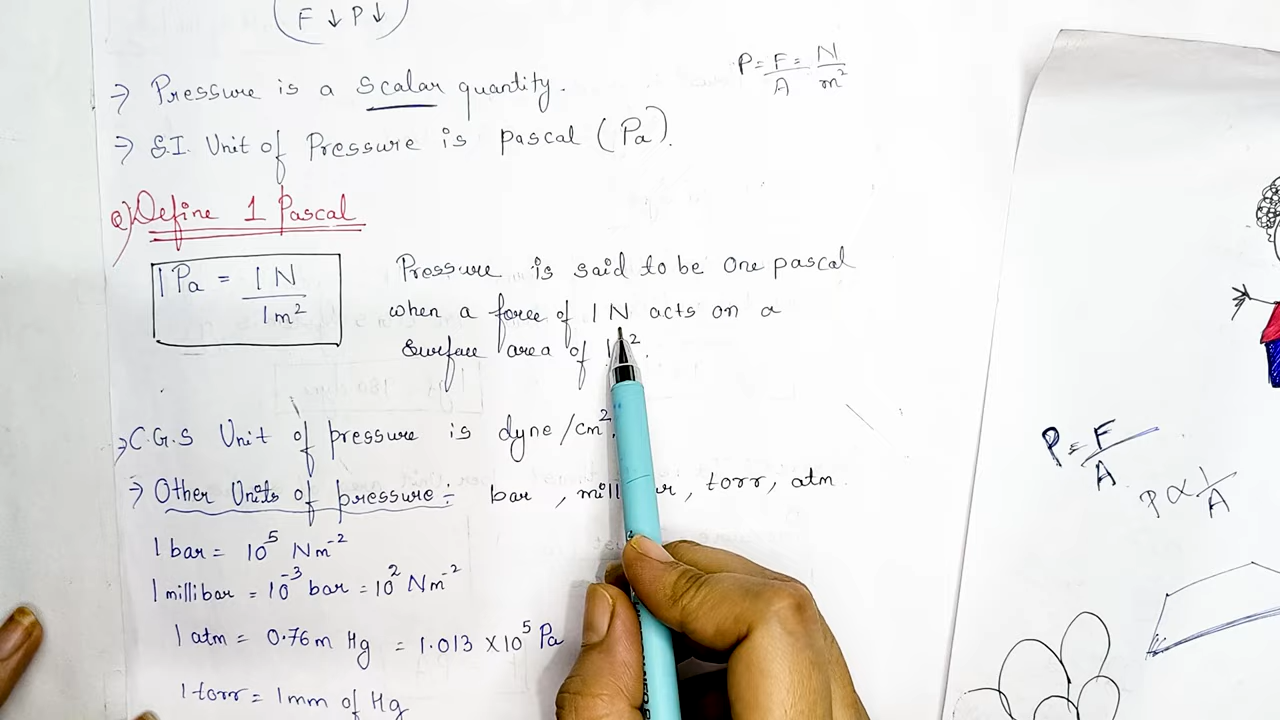 F ↓ P ↓
P = F/A = N/m²
→ Pressure is a scalar quantity.
→ S.I. Unit of Pressure is pascal (Pa).
Q) Define 1 Pascal
1 Pa = 1 N / 1m²
Pressure is said to be one pascal
when a force of 1 N acts on a
surface area of 1 m².
→ C.G.S Unit of pressure is dyne/cm².
→ Other Units of pressure :- bar, mill r, torr, atm.
1 bar = 10⁵ Nm⁻²
1 millibar = 10⁻³ bar = 10² Nm⁻²
1 atm = 0.76 m Hg = 1.013 × 10⁵ Pa
1 torr = 1 mm of Hg
P = F/A
P ∝ 1/A